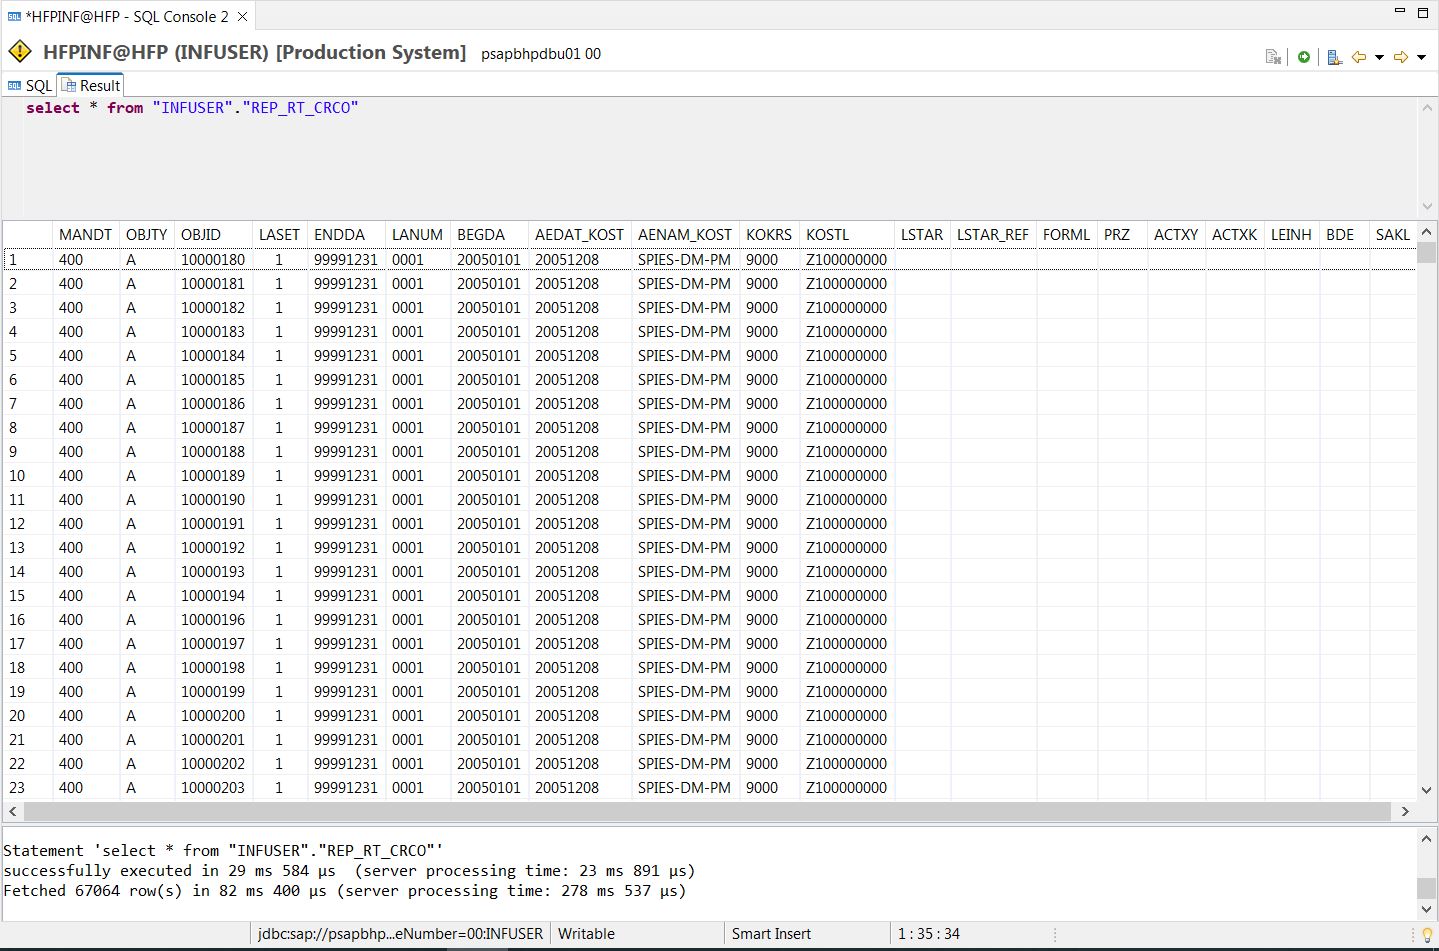 *HFPINF@HFP - SQL Console 2
HFPINF@HFP (INFUSER) [Production System] psapbhpdbu01 00
SQL Result
select * from "INFUSER"."REP_RT_CRCO"
MANDT OBJTY OBJID LASET ENDDA LANUM BEGDA AEDAT_KOST AENAM_KOST KOKRS KOSTL LSTAR LSTAR_REF FORML PRZ ACTXY ACTXK LEINH BDE SAKL
1 400 A 10000180 1 99991231 0001 20050101 20051208 SPIES-DM-PM 9000 Z100000000
2 400 A 10000181 1 99991231 0001 20050101 20051208 SPIES-DM-PM 9000 Z100000000
3 400 A 10000182 1 99991231 0001 20050101 20051208 SPIES-DM-PM 9000 Z100000000
4 400 A 10000183 1 99991231 0001 20050101 20051208 SPIES-DM-PM 9000 Z100000000
5 400 A 10000184 1 99991231 0001 20050101 20051208 SPIES-DM-PM 9000 Z100000000
6 400 A 10000185 1 99991231 0001 20050101 20051208 SPIES-DM-PM 9000 Z100000000
7 400 A 10000186 1 99991231 0001 20050101 20051208 SPIES-DM-PM 9000 Z100000000
8 400 A 10000187 1 99991231 0001 20050101 20051208 SPIES-DM-PM 9000 Z100000000
9 400 A 10000188 1 99991231 0001 20050101 20051208 SPIES-DM-PM 9000 Z100000000
10 400 A 10000189 1 99991231 0001 20050101 20051208 SPIES-DM-PM 9000 Z100000000
11 400 A 10000190 1 99991231 0001 20050101 20051208 SPIES-DM-PM 9000 Z100000000
12 400 A 10000191 1 99991231 0001 20050101 20051208 SPIES-DM-PM 9000 Z100000000
13 400 A 10000192 1 99991231 0001 20050101 20051208 SPIES-DM-PM 9000 Z100000000
14 400 A 10000193 1 99991231 0001 20050101 20051208 SPIES-DM-PM 9000 Z100000000
15 400 A 10000194 1 99991231 0001 20050101 20051208 SPIES-DM-PM 9000 Z100000000
16 400 A 10000196 1 99991231 0001 20050101 20051208 SPIES-DM-PM 9000 Z100000000
17 400 A 10000197 1 99991231 0001 20050101 20051208 SPIES-DM-PM 9000 Z100000000
18 400 A 10000198 1 99991231 0001 20050101 20051208 SPIES-DM-PM 9000 Z100000000
19 400 A 10000199 1 99991231 0001 20050101 20051208 SPIES-DM-PM 9000 Z100000000
20 400 A 10000200 1 99991231 0001 20050101 20051208 SPIES-DM-PM 9000 Z100000000
21 400 A 10000201 1 99991231 0001 20050101 20051208 SPIES-DM-PM 9000 Z100000000
22 400 A 10000202 1 99991231 0001 20050101 20051208 SPIES-DM-PM 9000 Z100000000
23 400 A 10000203 1 99991231 0001 20050101 20051208 SPIES-DM-PM 9000 Z100000000
Statement 'select * from "INFUSER"."REP_RT_CRCO"'
successfully executed in 29 ms 584 µs (server processing time: 23 ms 891 µs)
Fetched 67064 row(s) in 82 ms 400 µs (server processing time: 278 ms 537 µs)
jdbc:sap://psapbhp...eNumber=00:INFUSER Writable Smart Insert 1 : 35 : 34